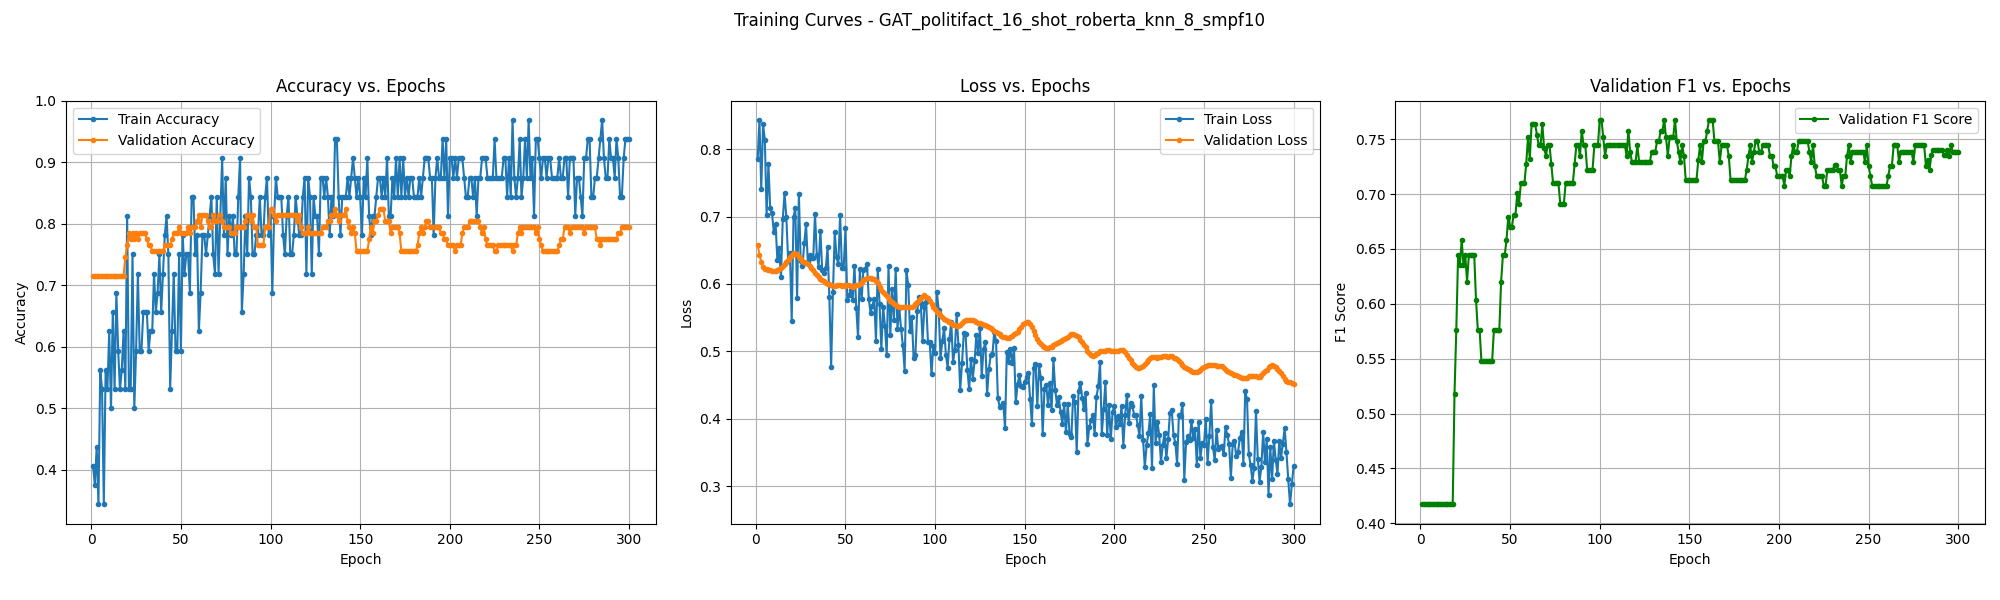 Training Curves - GAT_politifact_16_shot_roberta_knn_8_smpf10
Accuracy vs. Epochs
Train Accuracy
Validation Accuracy
1.0
0.9
0.8
0.7
0.6
0.5
0.4
Accuracy
0
50
100
150
200
250
300
Epoch
Loss vs. Epochs
Train Loss
Validation Loss
0.8
0.7
0.6
0.5
0.4
0.3
Loss
0
50
100
150
200
250
300
Epoch
Validation F1 vs. Epochs
Validation F1 Score
0.75
0.70
0.65
0.60
0.55
0.50
0.45
0.40
F1 Score
0
50
100
150
200
250
300
Epoch